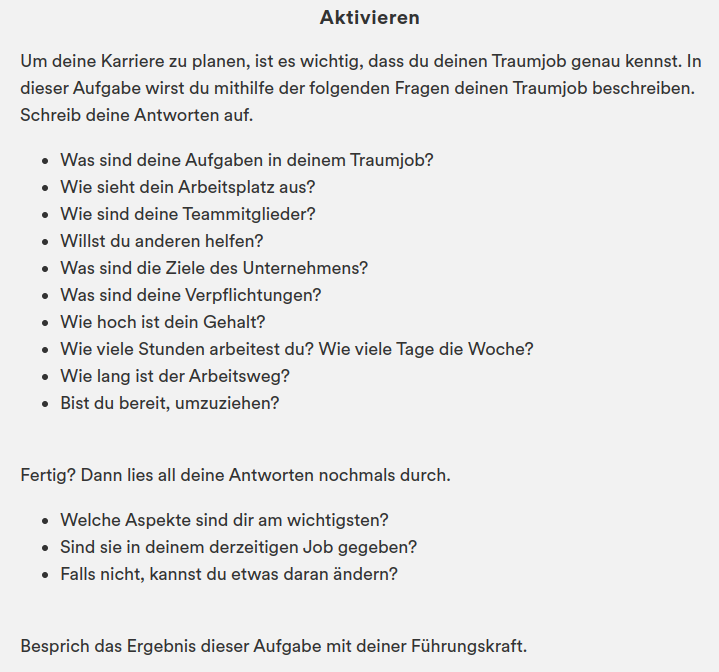 Aktivieren
Um deine Karriere zu planen, ist es wichtig, dass du deinen Traumjob genau kennst. In
dieser Aufgabe wirst du mithilfe der folgenden Fragen deinen Traumjob beschreiben.
Schreib deine Antworten auf.
• Was sind deine Aufgaben in deinem Traumjob?
• Wie sieht dein Arbeitsplatz aus?
• Wie sind deine Teammitglieder?
• Willst du anderen helfen?
• Was sind die Ziele des Unternehmens?
• Was sind deine Verpflichtungen?
• Wie hoch ist dein Gehalt?
• Wie viele Stunden arbeitest du? Wie viele Tage die Woche?
• Wie lang ist der Arbeitsweg?
• Bist du bereit, umzuziehen?
Fertig? Dann lies all deine Antworten nochmals durch.
• Welche Aspekte sind dir am wichtigsten?
• Sind sie in deinem derzeitigen Job gegeben?
• Falls nicht, kannst du etwas daran ändern?
Besprich das Ergebnis dieser Aufgabe mit deiner Führungskraft.